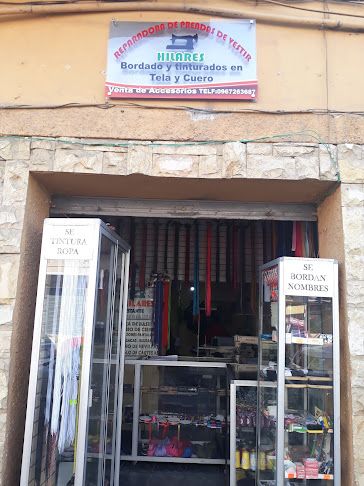 REPARADORA DE PRENDAS DE VESTIR
HILARES
Bordado y tinturados en
Tela y Cuero
Venta de Accesorios TELF:0987263687
SE
TINTURA
ROPA
SE
BORDAN
NOMBRES